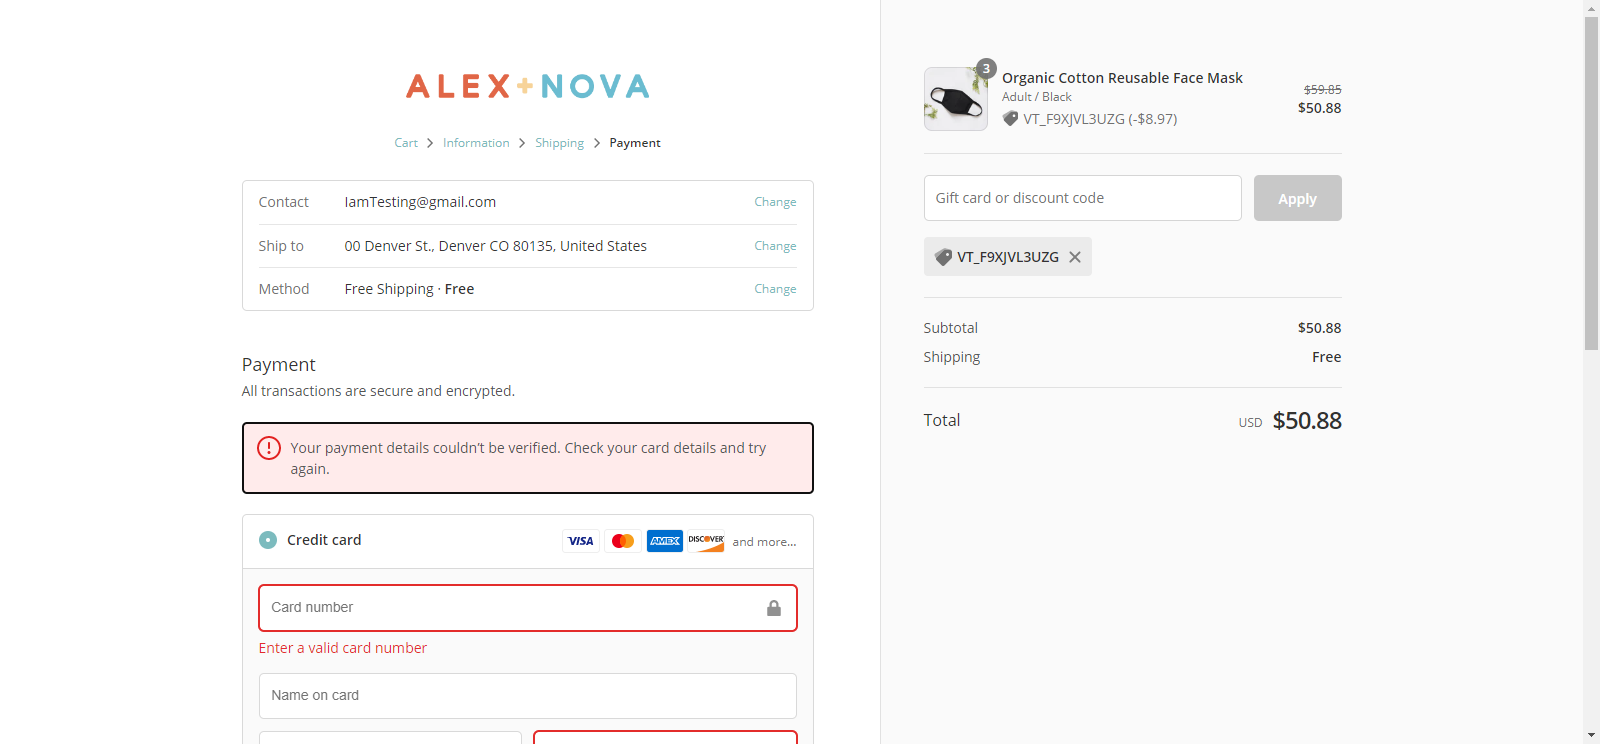 ALEX+NOVA
Cart > Information > Shipping > Payment
Contact IamTesting@gmail.com Change
Ship to 00 Denver St., Denver CO 80135, United States Change
Method Free Shipping · Free Change
Payment
All transactions are secure and encrypted.
Your payment details couldn’t be verified. Check your card details and try
again.
Credit card VISA AMEX DISCOVER and more...
Card number
Enter a valid card number
Name on card
3
Organic Cotton Reusable Face Mask
Adult / Black
VT_F9XJVL3UZG (-$8.97)
$59.85
$50.88
Gift card or discount code Apply
VT_F9XJVL3UZG
Subtotal $50.88
Shipping Free
Total USD $50.88